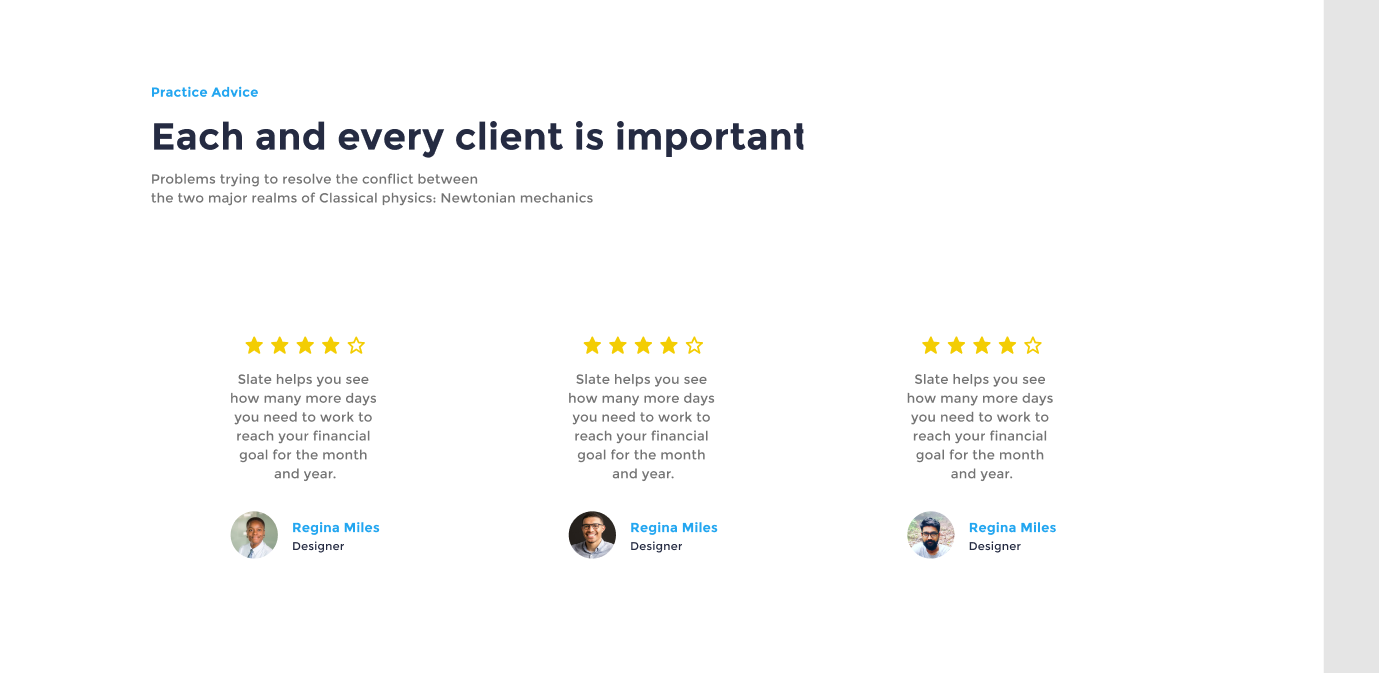 Practice Advice
Each and every client is important
Problems trying to resolve the conflict between
the two major realms of Classical physics: Newtonian mechanics
Slate helps you see
how many more days
you need to work to
reach your financial
goal for the month
and year.
Regina Miles
Designer
Slate helps you see
how many more days
you need to work to
reach your financial
goal for the month
and year.
Regina Miles
Designer
Slate helps you see
how many more days
you need to work to
reach your financial
goal for the month
and year.
Regina Miles
Designer